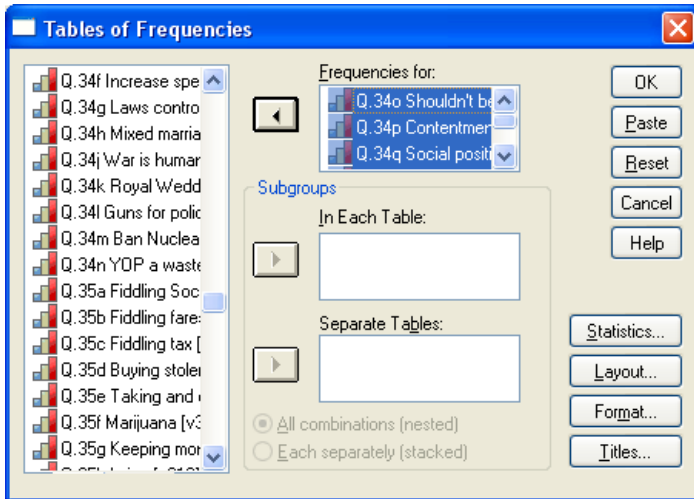 Tables of Frequencies
Q.34f Increase spe
Q.34g Laws contro
Q.34h Mixed marria
Q.34j War is human
Q.34k Royal Wedd
Q.34l Guns for polic
Q.34m Ban Nuclea
Q.34n YOP a waste
Q.35a Fiddling Soc
Q.35b Fiddling fares
Q.35c Fiddling tax [
Q.35d Buying stolen
Q.35e Taking and
Q.35f Marijuana [v3
Q.35g Keeping mon
Frequencies for:
Q.34o Shouldn't be
Q.34p Contentmen
Q.34q Social positi
Subgroups
In Each Table:
Separate Tables:
All combinations (nested)
Each separately (stacked)
OK
Paste
Reset
Cancel
Help
Statistics...
Layout...
Format...
Titles...